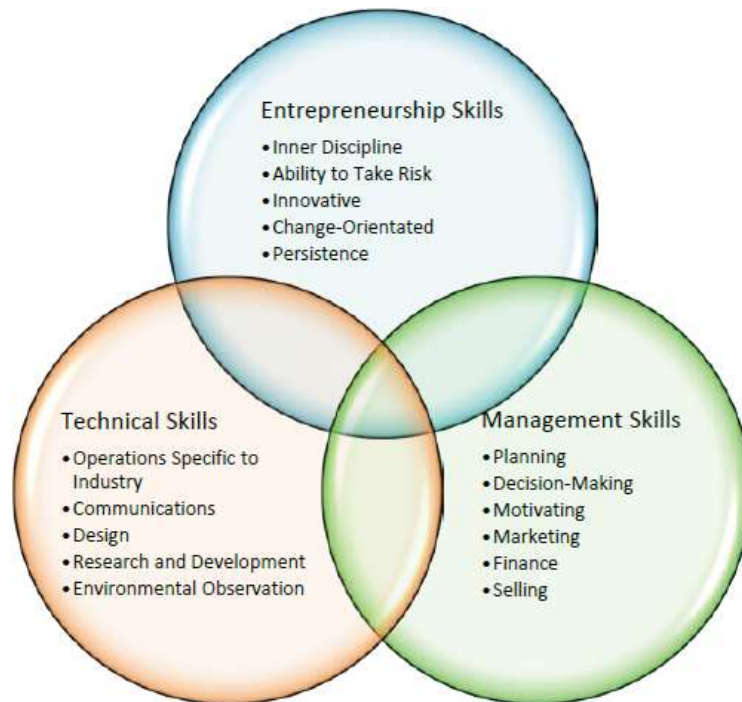 Entrepreneurship Skills
•Inner Discipline
•Ability to Take Risk
•Innovative
•Change-Orientated
•Persistence
Technical Skills
•Operations Specific to
Industry
•Communications
•Design
•Research and Development
•Environmental Observation
Management Skills
•Planning
•Decision-Making
•Motivating
•Marketing
•Finance
•Selling